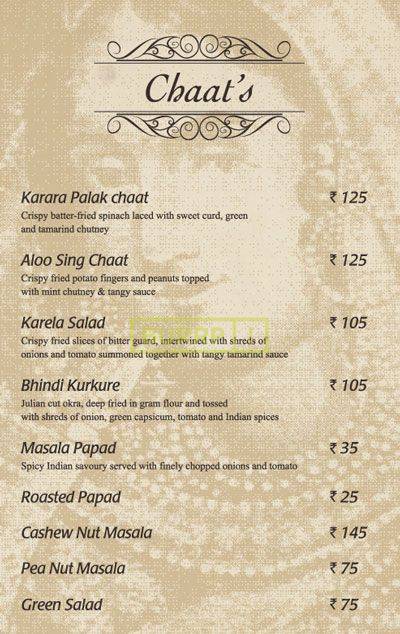 Chaat's
Karara Palak chaat ₹ 125
Crispy batter-fried spinach laced with sweet curd, green
and tamarind chutney
Aloo Sing Chaat ₹ 125
Crispy fried potato fingers and peanuts topped
with mint chutney & tangy sauce
Karela Salad ₹ 105
Crispy fried slices of bitter guard, intertwined with shreds of
onions and tomato summoned together with tangy tamarind sauce
Bhindi Kurkure ₹ 105
Julian cut okra, deep fried in gram flour and tossed
with shreds of onion, green capsicum, tomato and Indian spices
Masala Papad ₹ 35
Spicy Indian savoury served with finely chopped onions and tomato
Roasted Papad ₹ 25
Cashew Nut Masala ₹ 145
Pea Nut Masala ₹ 75
Green Salad ₹ 75